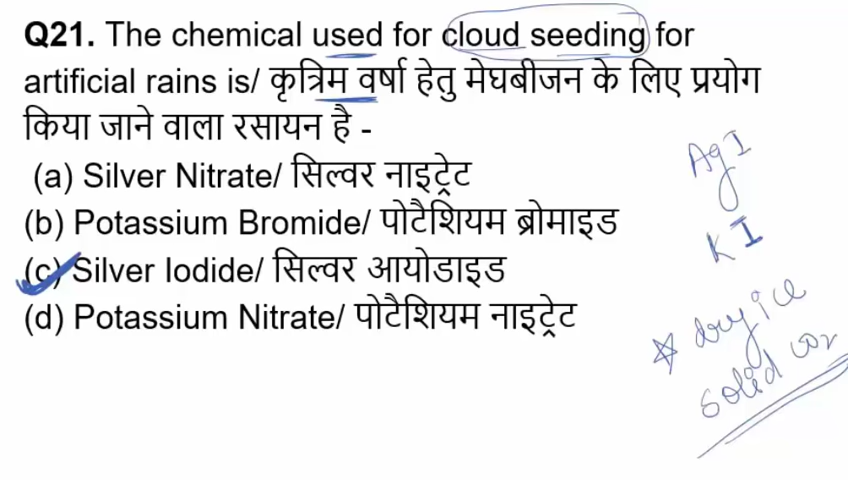 Q21. The chemical used for cloud seeding for
artificial rains is/ कृत्रिम वर्षा हेतु मेघबीजन के लिए प्रयोग
किया जाने वाला रसायन है -
(a) Silver Nitrate/ सिल्वर नाइट्रेट
(b) Potassium Bromide/ पोटैशियम ब्रोमाइड
(c) Silver Iodide/ सिल्वर आयोडाइड
(d) Potassium Nitrate/ पोटैशियम नाइट्रेट
AgI
KI
dry ice
solid CO2